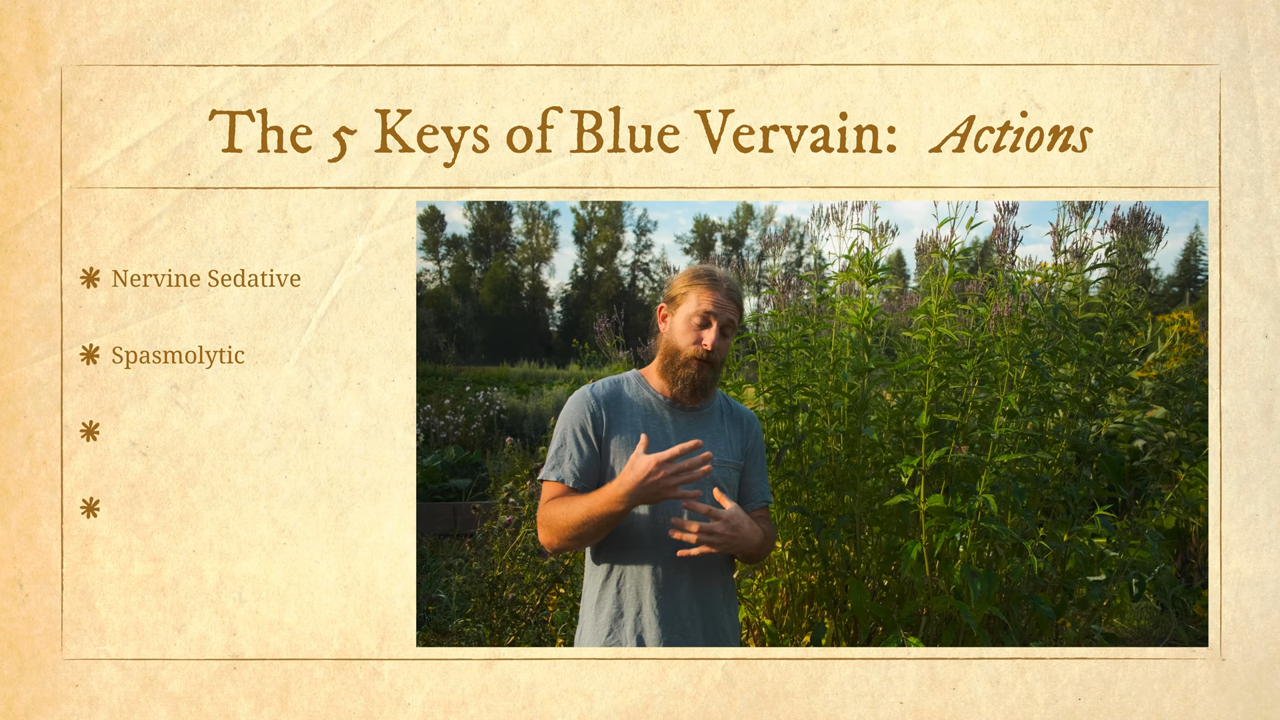 The 5 Keys of Blue Vervain: Actions
Nervine Sedative
Spasmolytic